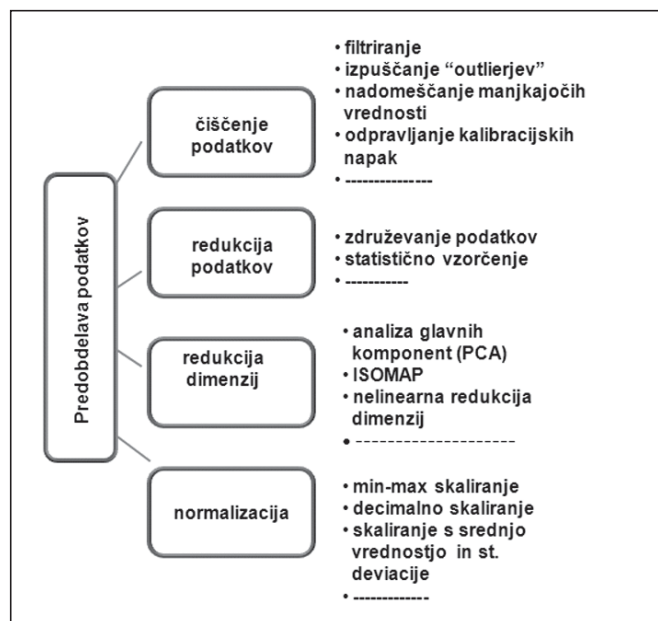 Predobdelava podatkov
čiščenje
podatkov
• filtriranje
• izpuščanje “outlierjev”
• nadomeščanje manjkajočih
vrednosti
• odpravljanje kalibracijskih
napak
• ---------------
redukcija
podatkov
• združevanje podatkov
• statistično vzorčenje
• -----------
redukcija
dimenzij
• analiza glavnih
komponent (PCA)
• ISOMAP
• nelinearna redukcija
dimenzij
• --------------------
normalizacija
• min-max skaliranje
• decimalno skaliranje
• skaliranje s srednjo
vrednostjo in st.
deviacije
• -------------